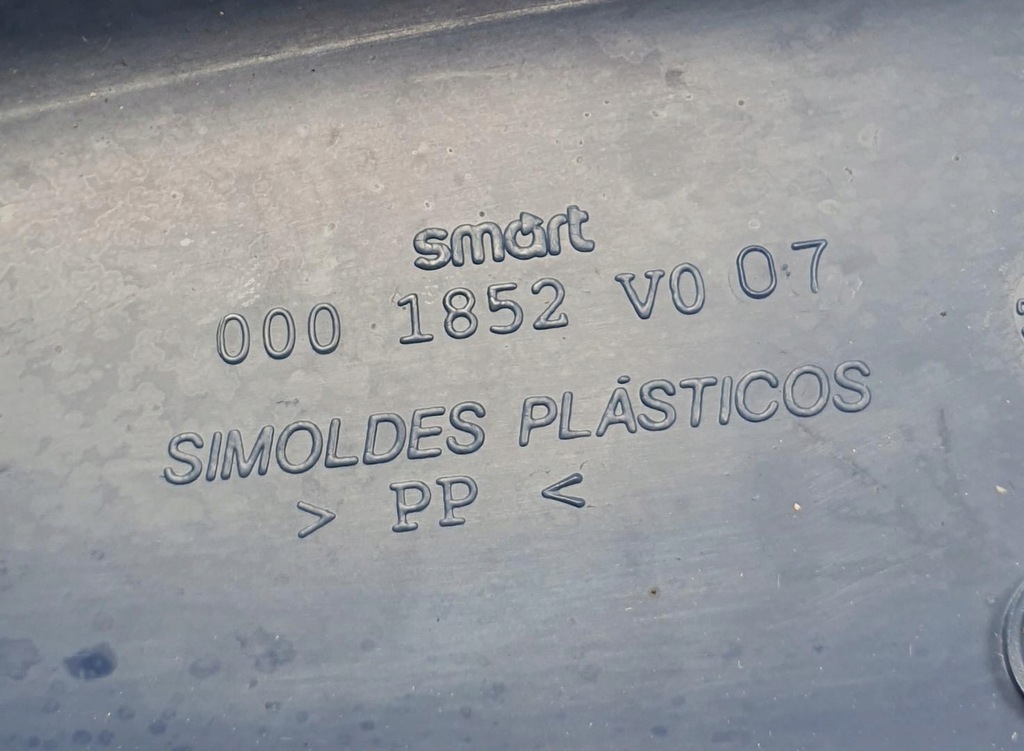 smart
000 1852 V0 07
SIMOLDES PLÁSTICOS
> PP <